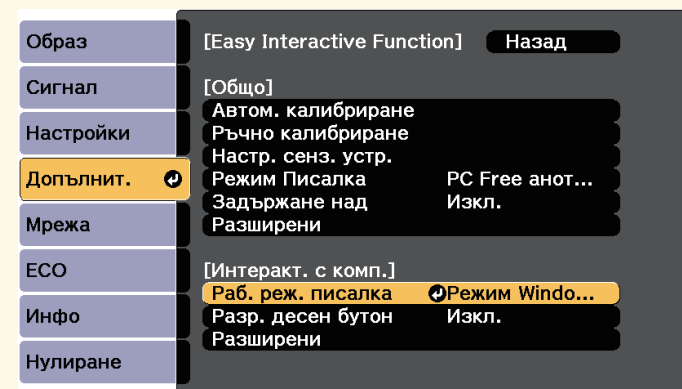 Образ
Сигнал
Настройки
Допълнит.
Мрежа
ECO
Инфо
Нулиране
[Easy Interactive Function] Назад
[Общо]
Автом. калибриране
Ръчно калибриране
Настр. сенз. устр.
Режим Писалка PC Free анот...
Задържане над Изкл.
Разширени
[Интеракт. с комп.]
Раб. реж. писалка Режим Windo...
Разр. десен бутон Изкл.
Разширени